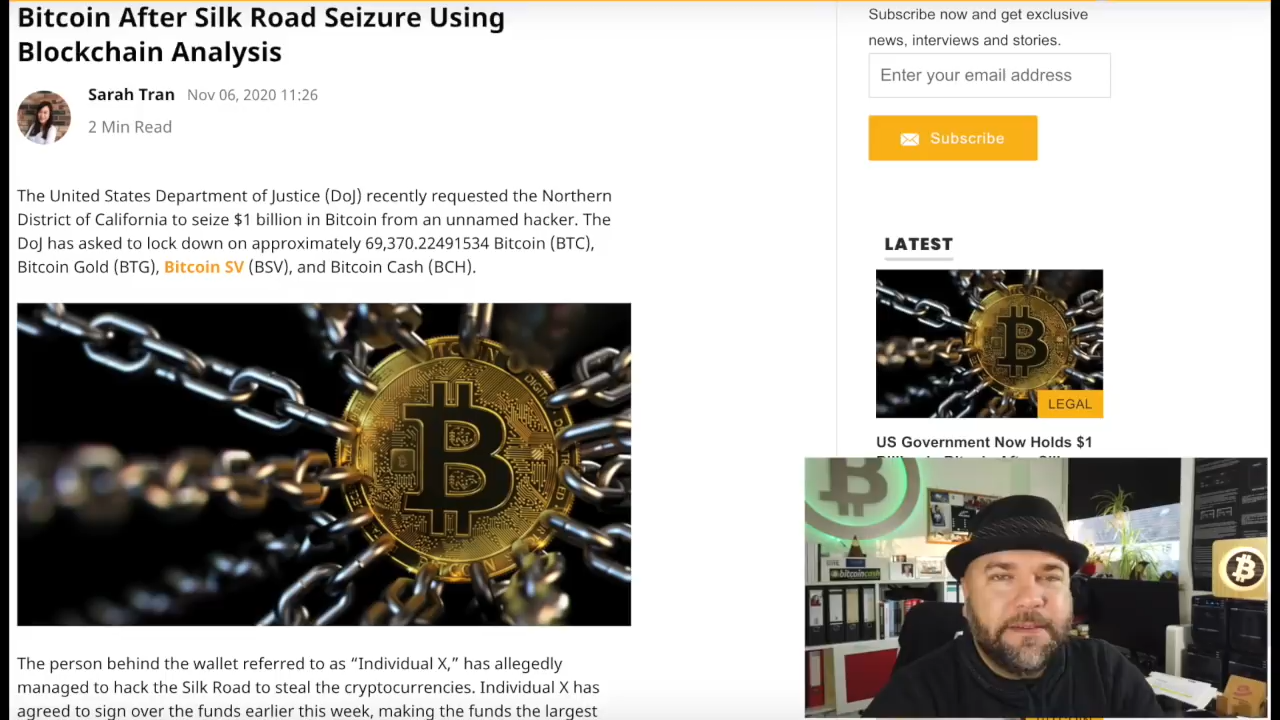 Bitcoin After Silk Road Seizure Using
Blockchain Analysis
Sarah Tran Nov 06, 2020 11:26
2 Min Read
The United States Department of Justice (DoJ) recently requested the Northern
District of California to seize $1 billion in Bitcoin from an unnamed hacker. The
DoJ has asked to lock down on approximately 69,370.22491534 Bitcoin (BTC),
Bitcoin Gold (BTG), Bitcoin SV (BSV), and Bitcoin Cash (BCH).
BITCOIN
DIGIT
The person behind the wallet referred to as “Individual X,” has allegedly
managed to hack the Silk Road to steal the cryptocurrencies. Individual X has
agreed to sign over the funds earlier this week, making the funds the largest
Subscribe now and get exclusive
news, interviews and stories.
Enter your email address
Subscribe
LATEST
LEGAL
US Government Now Holds $1
bitcoincash